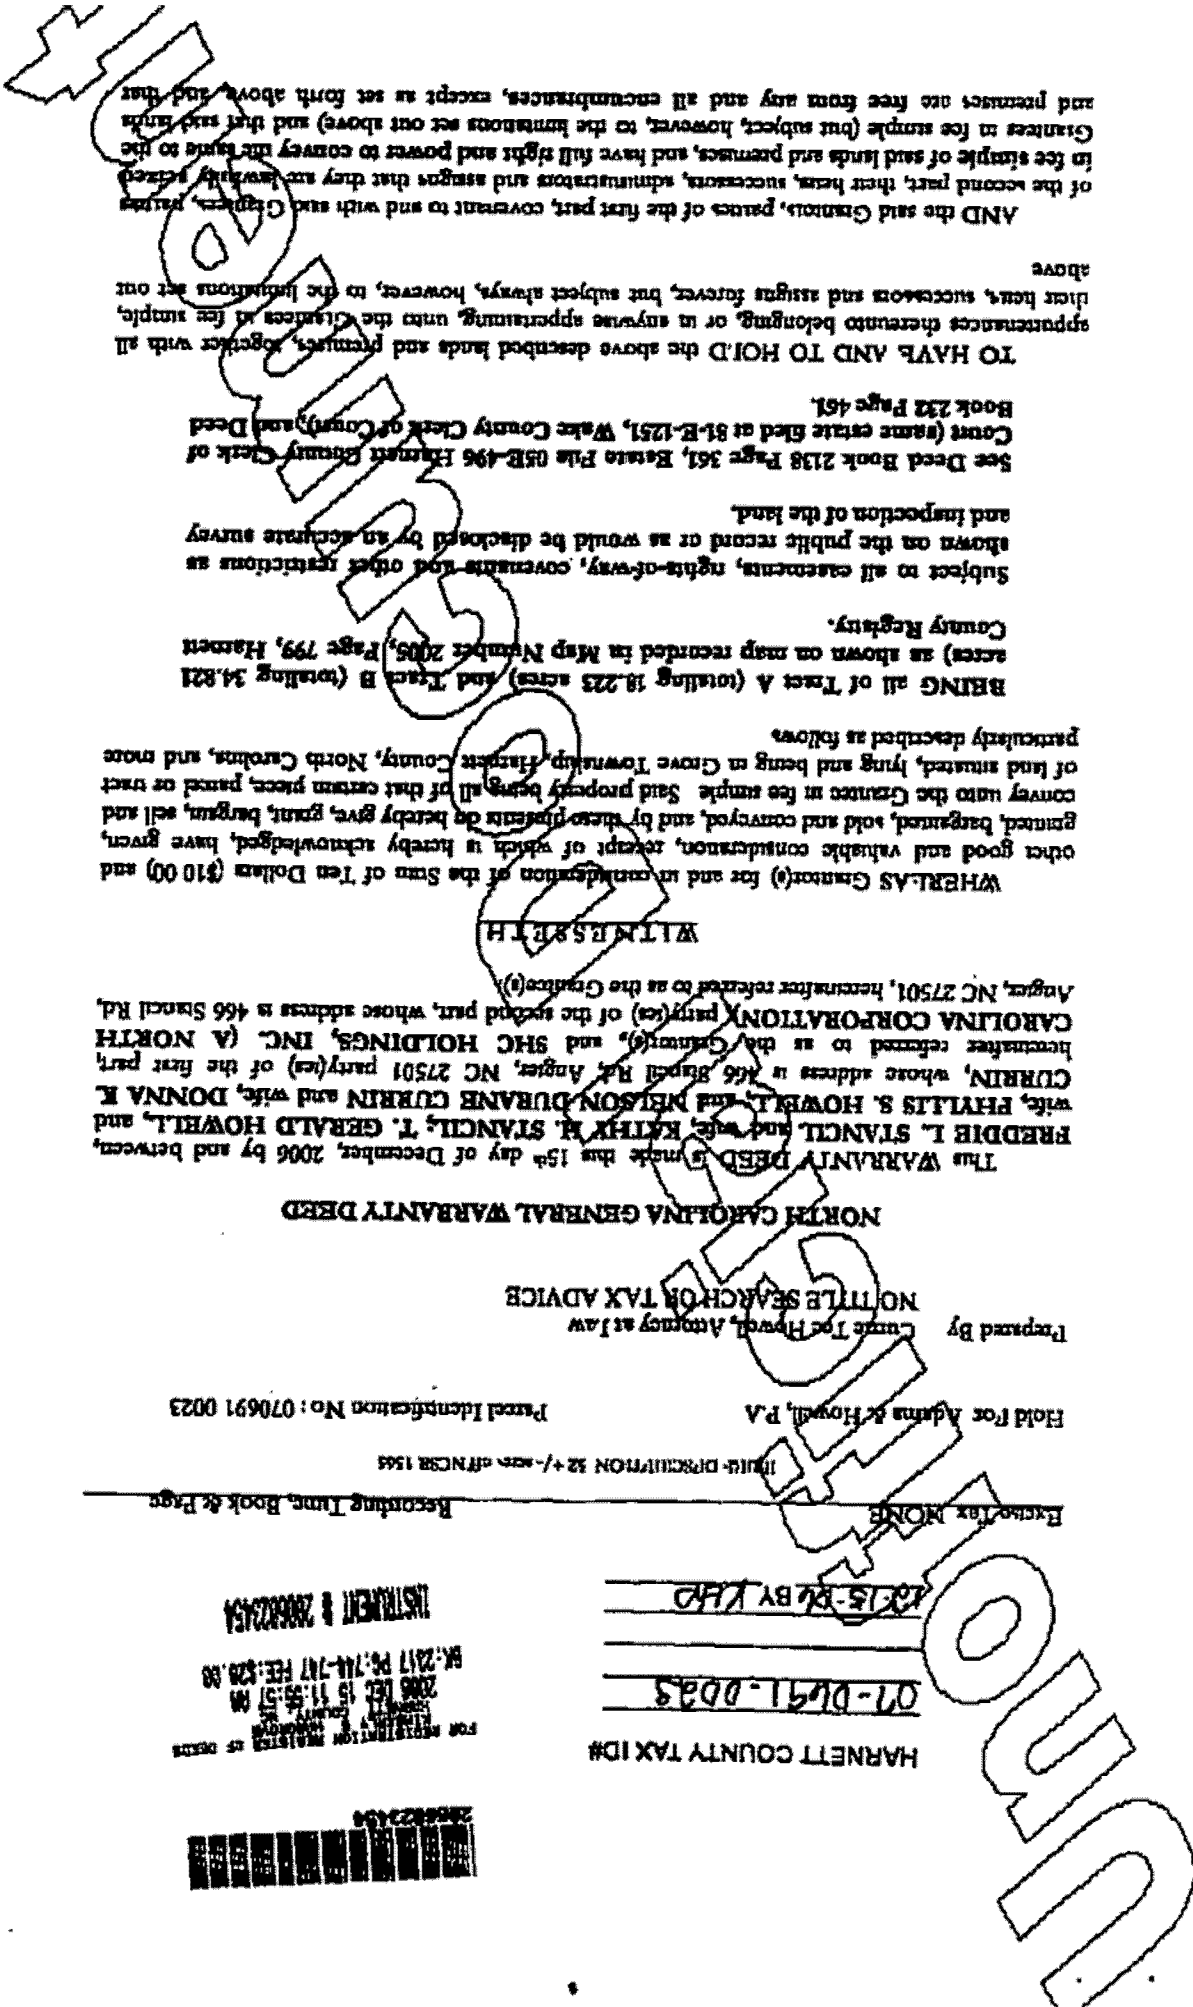 2006023454
HARNETT COUNTY TAX ID#
07-0691-0023
12-15-06 BY KHP
FOR REGISTRATION REGISTER OF DEEDS
KIMBERLY S. HARGROVE
HARNETT COUNTY, NC
2006 DEC 15 11:55:57 AM
BK:2317 PG:744-747 FEE:$20.00
INSTRUMENT # 2006023454
Excise Tax NONE Recording Time, Book & Page
BRIEF DESCRIPTION 52 +/- acres off NCSR 1565
Hold For Adams & Howell, P.A Parcel Identification No: 070691 0023
Prepared By Currie Tee Howell, Attorney at Law
NO TITLE SEARCH OR TAX ADVICE
NORTH CAROLINA GENERAL WARRANTY DEED
This WARRANTY DEED is made this 15th day of December, 2006 by and between,
FREDDIE L. STANCIL and wife, KATHY H. STANCIL; T. GERALD HOWELL, and
wife, PHYLLIS S. HOWELL, and NELSON DURANE CURRIN and wife, DONNA R.
CURRIN, whose address is 466 Stancil Rd, Angier, NC 27501 party(ies) of the first part,
hereinafter referred to as the Grantor(s), and SHC HOLDINGS, INC. (A NORTH
CAROLINA CORPORATION) party(ies) of the second part, whose address is 466 Stancil Rd,
Angier, NC 27501, hereinafter referred to as the Grantee(s)
WITNESSETH
WHEREAS Grantor(s) for and in consideration of the Sum of Ten Dollars ($10 00) and
other good and valuable consideration, receipt of which is hereby acknowledged, have given,
granted, bargained, sold and conveyed, and by these presents do hereby give, grant, bargain, sell and
convey unto the Grantee in fee simple Said property being all of that certain piece, parcel or tract
of land situated, lying and being in Grove Township, Harnett County, North Carolina, and more
particularly described as follows
BEING all of Tract A (totaling 18.223 acres) and Tract B (totaling 34.821
acres) as shown on map recorded in Map Number 2005, Page 799, Harnett
County Registry.
Subject to all easements, rights-of-way, covenants and other restrictions as
shown on the public record or as would be disclosed by an accurate survey
and inspection of the land.
See Deed Book 2138 Page 361, Estate File 05E-496 Harnett County Clerk of
Court (same estate filed at 81-E-1251, Wake County Clerk of Court), and Deed
Book 232 Page 461.
TO HAVE AND TO HOLD the above described lands and premises, together with all
appurtenances thereunto belonging, or in anywise appertaining, unto the Grantees in fee simple,
their heirs, successors and assigns forever, but subject always, however, to the limitations set out
above
AND the said Grantors, parties of the first part, covenant to and with said Grantees, parties
of the second part, their heirs, successors, administrators and assigns that they are lawfully seized
in fee simple of said lands and premises, and have full right and power to convey the same to the
Grantees in fee simple (but subject, however, to the limitations set out above) and that said lands
and premises are free from any and all encumbrances, except as set forth above, and that